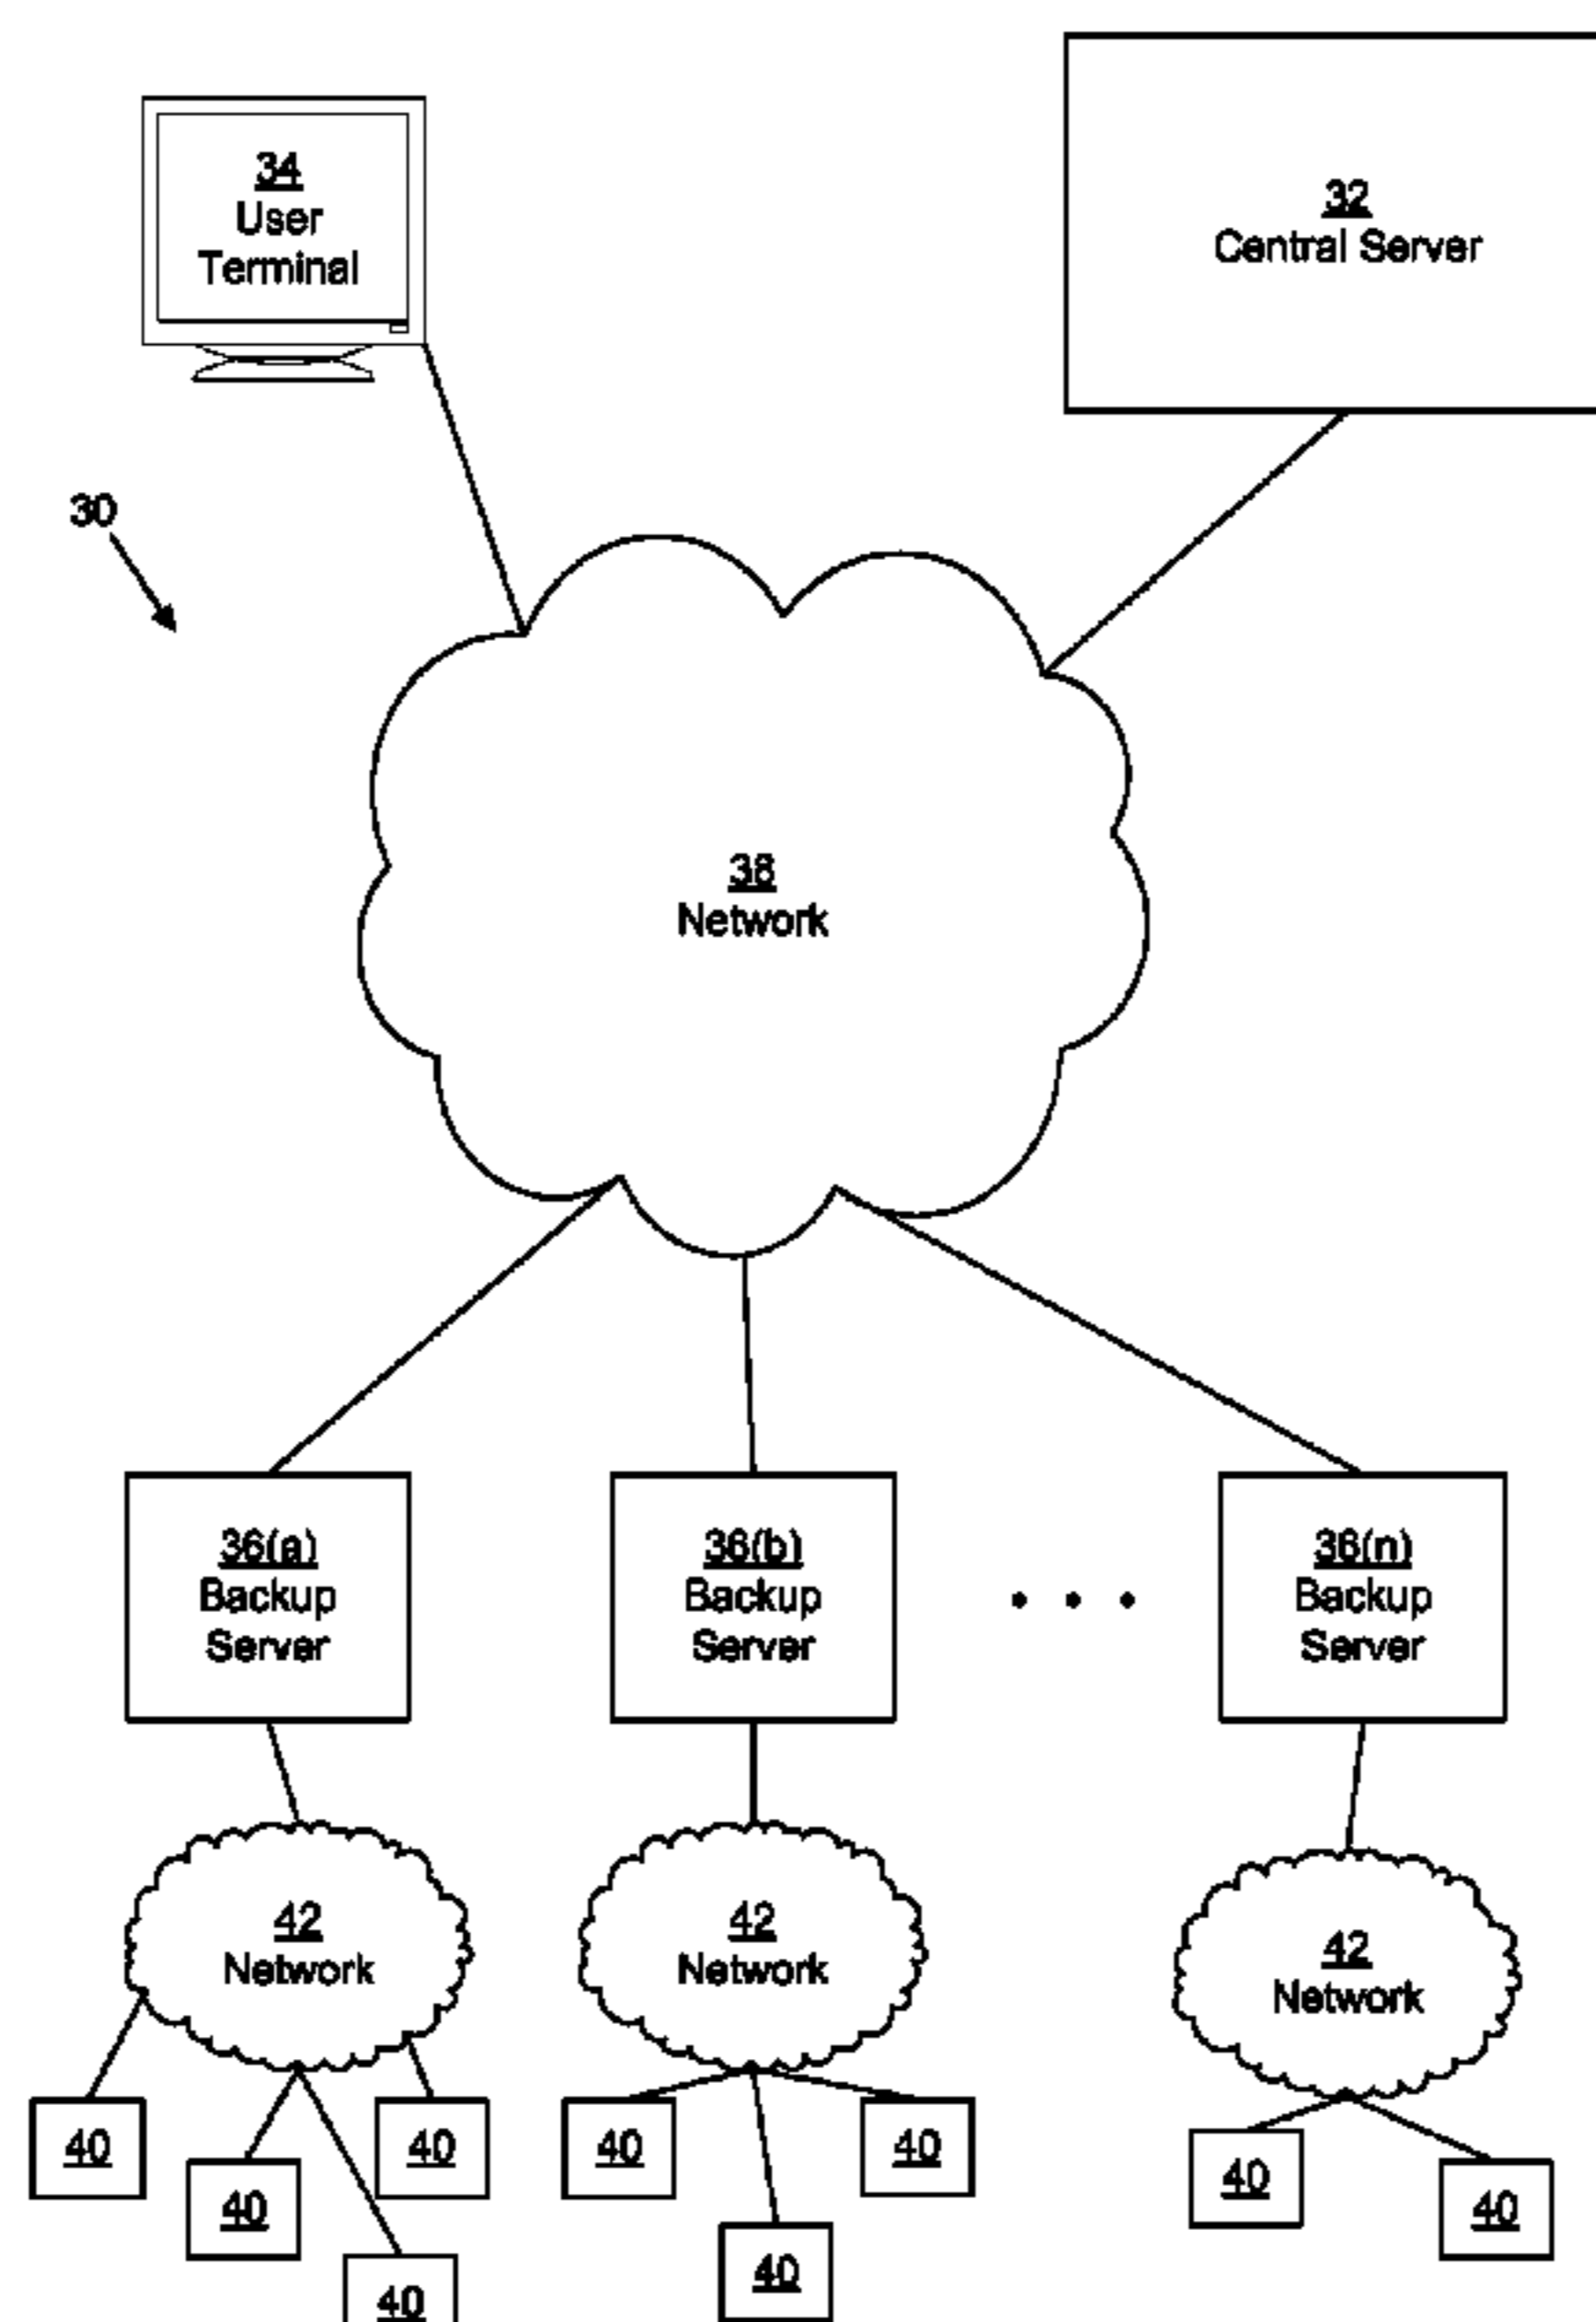 34
User
Terminal
32
Central Server
30
38
Network
36(a)
Backup
Server
36(b)
Backup
Server
36(n)
Backup
Server
42
Network
42
Network
42
Network
40
40
40
40
40
40
40
40
40